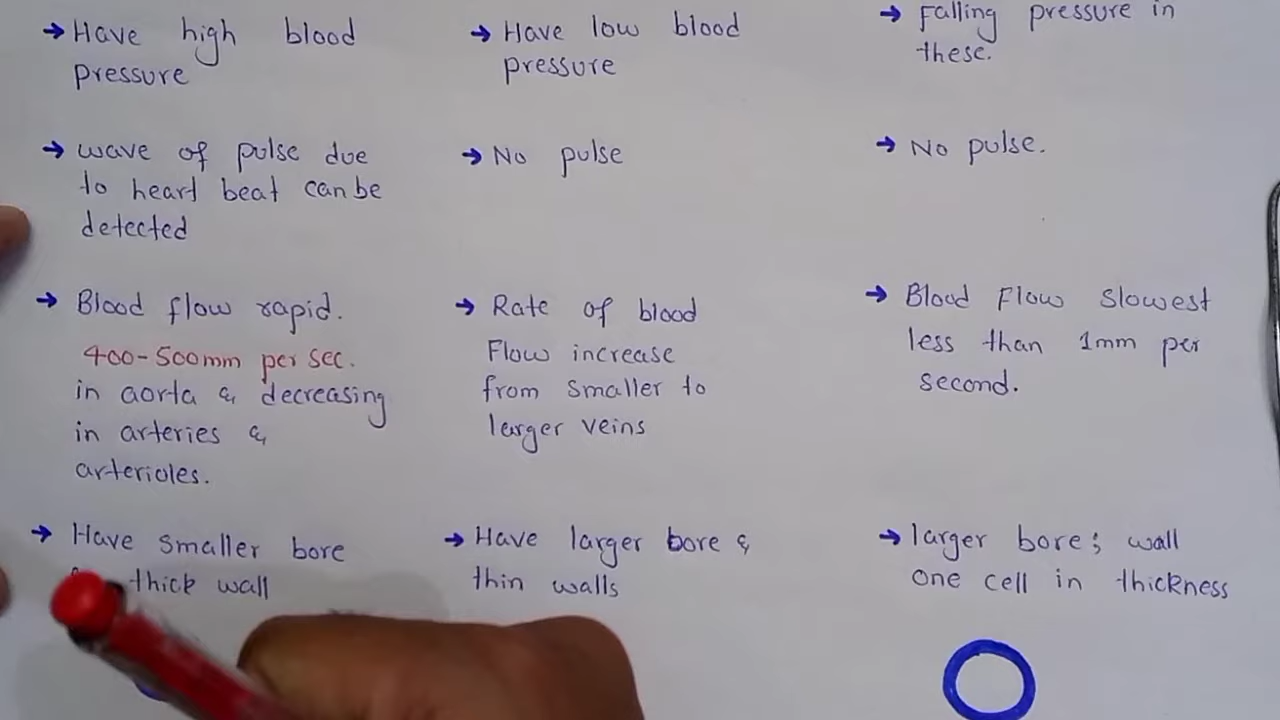 → Have high blood
pressure
→ wave of pulse due
to heart beat can be
detected
→ Blood flow rapid.
400-500mm per sec.
in aorta & decreasing
in arteries &
arterioles.
→ Have smaller bore
thick wall
→ Have low blood
pressure
→ No pulse
→ Rate of blood
Flow increase
from smaller to
larger veins
→ Have larger bore &
thin walls
→ Falling pressure in
these.
→ No pulse.
→ Blood Flow slowest
less than 1mm per
second.
→ larger bore; wall
one cell in thickness